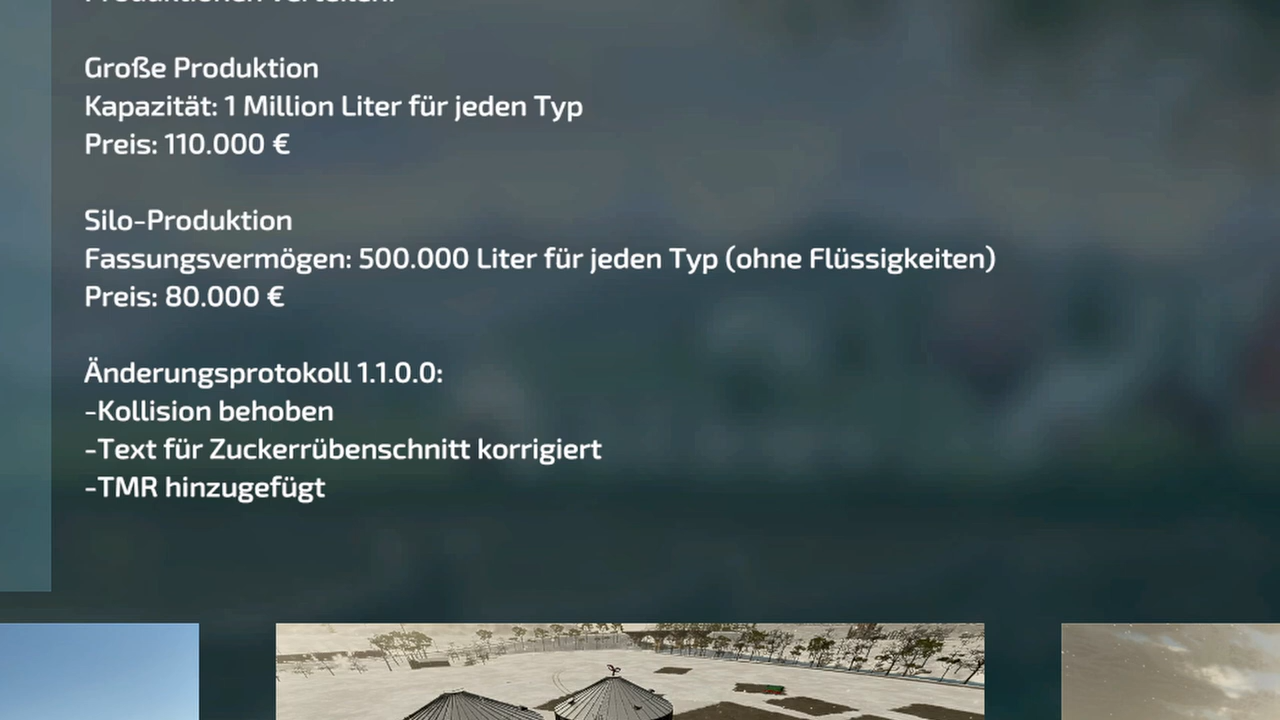 Große Produktion
Kapazität: 1 Million Liter für jeden Typ
Preis: 110.000 €
Silo-Produktion
Fassungsvermögen: 500.000 Liter für jeden Typ (ohne Flüssigkeiten)
Preis: 80.000 €
Änderungsprotokoll 1.1.0.0:
-Kollision behoben
-Text für Zuckerrübenschnitt korrigiert
-TMR hinzugefügt